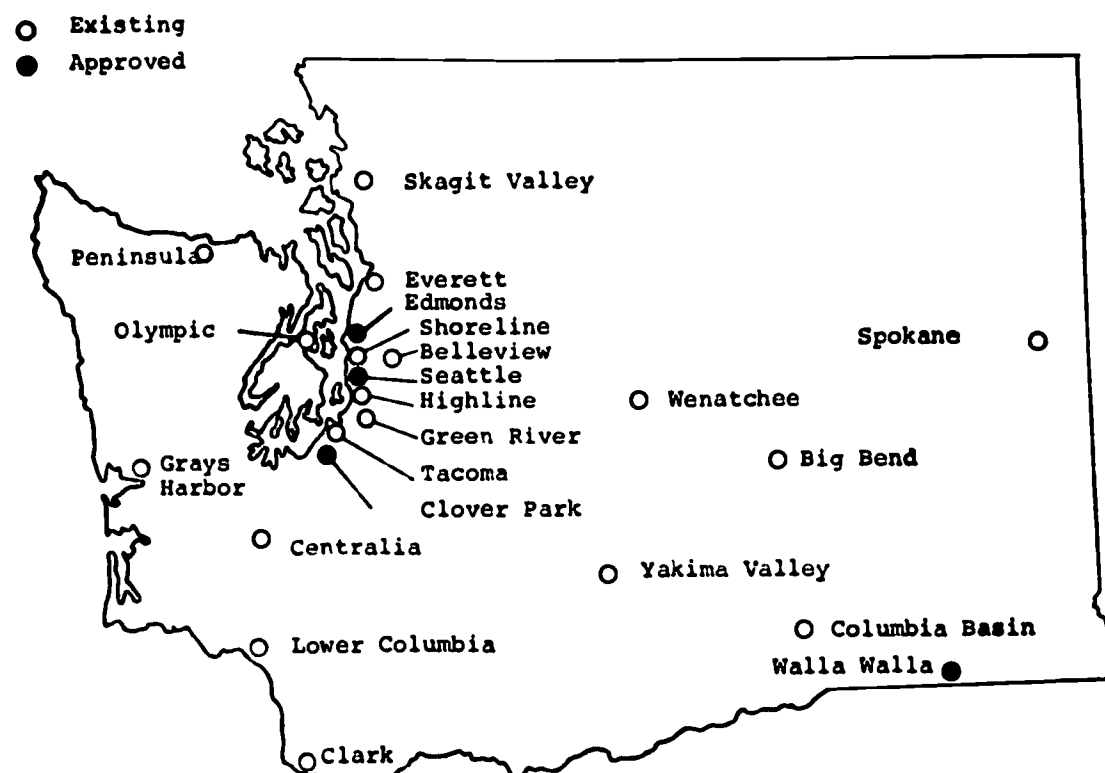 Existing
Approved
Skagit Valley
Peninsula
Everett
Edmonds
Olympic
Shoreline
Belleview
Spokane
Seattle
Highline
Wenatchee
Green River
Grays
Harbor
Tacoma
Big Bend
Clover Park
Centralia
Yakima Valley
Columbia Basin
Lower Columbia
Walla Walla
Clark